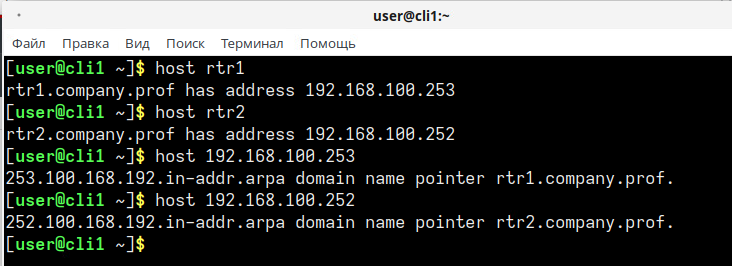 user@cli1:~
Файл Правка Вид Поиск Терминал Помощь
[user@cli1 ~]$ host rtr1
rtr1.company.prof has address 192.168.100.253
[user@cli1 ~]$ host rtr2
rtr2.company.prof has address 192.168.100.252
[user@cli1 ~]$ host 192.168.100.253
253.100.168.192.in-addr.arpa domain name pointer rtr1.company.prof.
[user@cli1 ~]$ host 192.168.100.252
252.100.168.192.in-addr.arpa domain name pointer rtr2.company.prof.
[user@cli1 ~]$